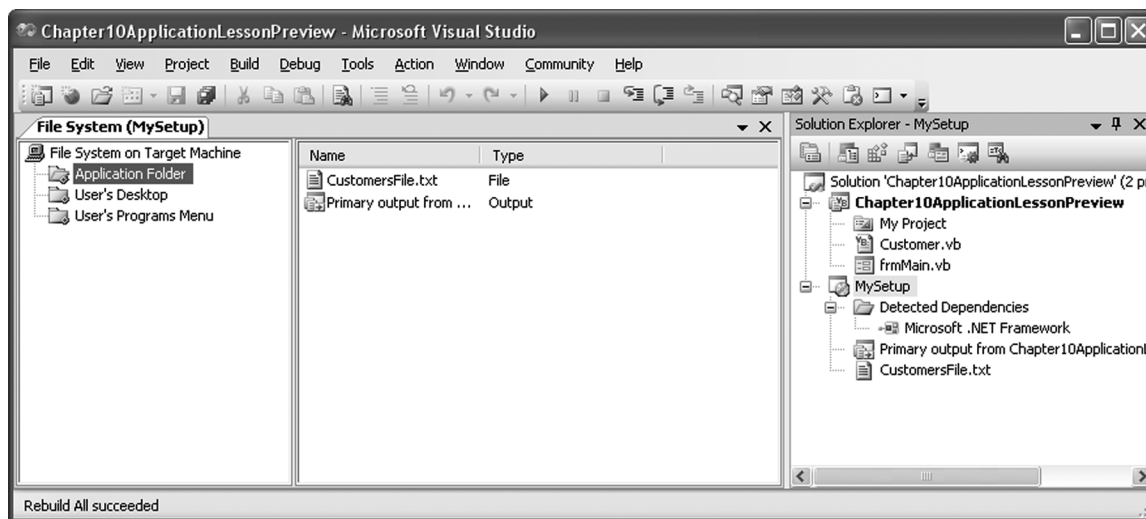 Chapter10ApplicationLessonPreview - Microsoft Visual Studio
File Edit View Project Build Debug Tools Action Window Community Help
File System (MySetup)
File System on Target Machine
Application Folder
User's Desktop
User's Programs Menu
Name Type
CustomersFile.txt File
Primary output from ... Output
Solution Explorer - MySetup
Solution 'Chapter10ApplicationLessonPreview' (2 p
Chapter10ApplicationLessonPreview
My Project
Customer.vb
frmMain.vb
MySetup
Detected Dependencies
Microsoft .NET Framework
Primary output from Chapter10Application
CustomersFile.txt
Rebuild All succeeded